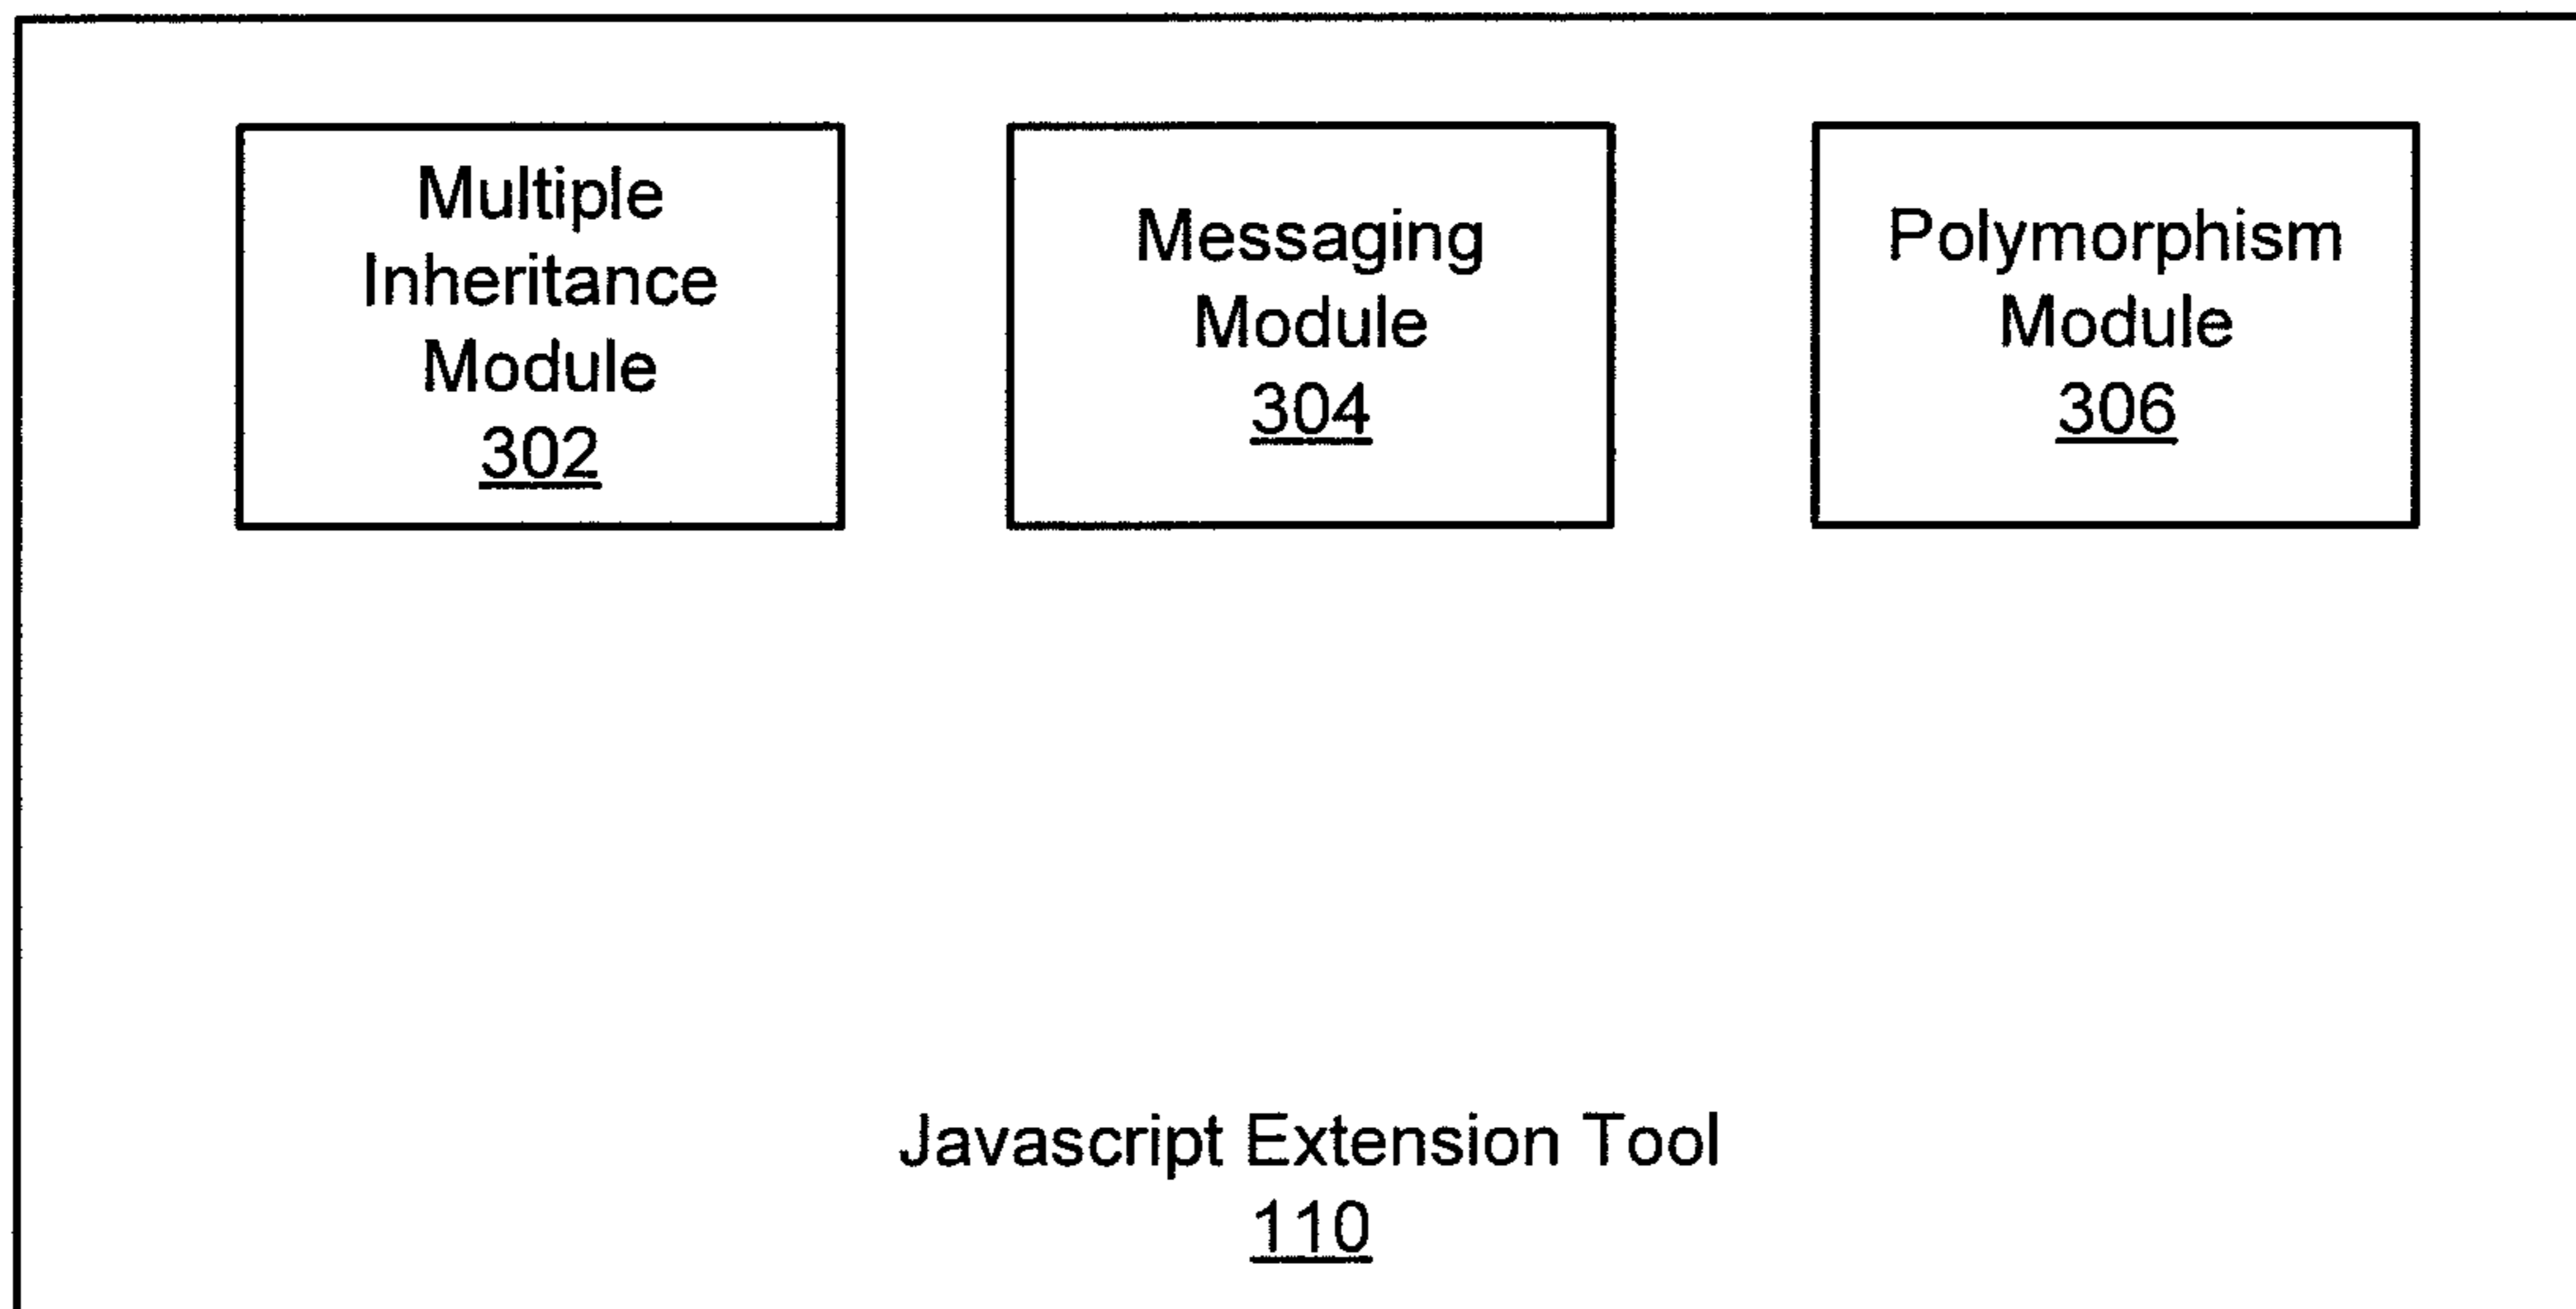 Multiple
Inheritance
Module
302
Messaging
Module
304
Polymorphism
Module
306
Javascript Extension Tool
110